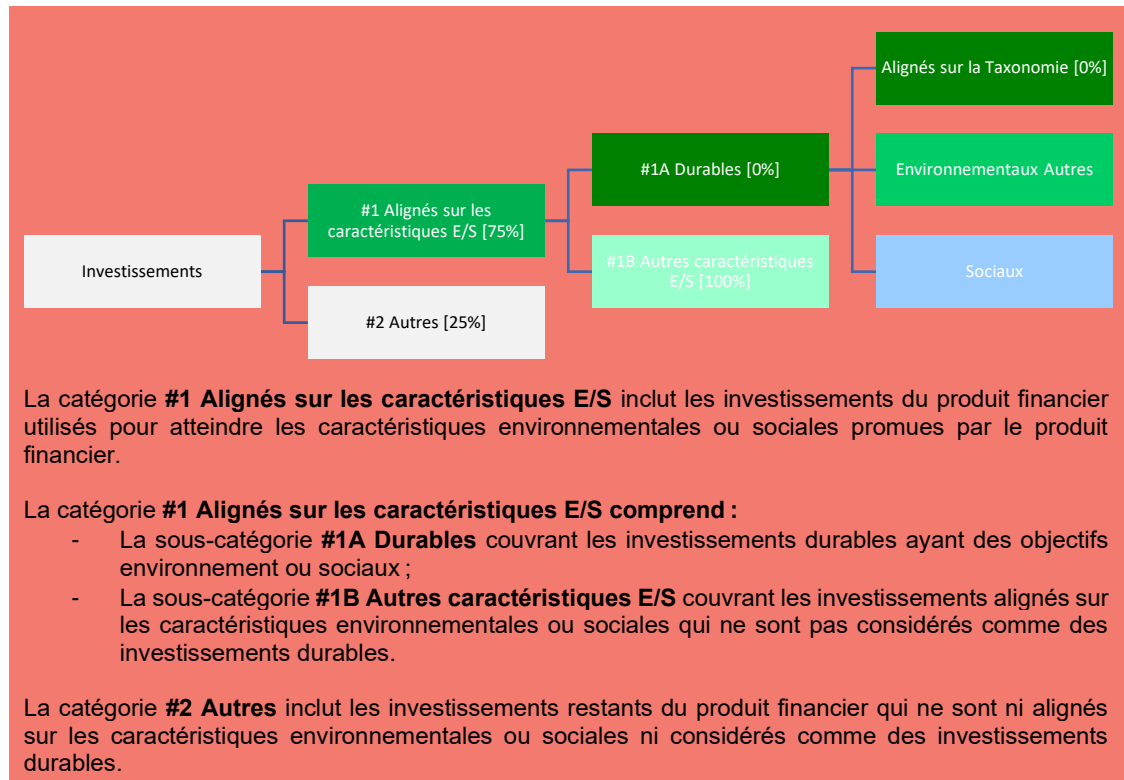 Alignés sur la Taxonomie [0%]
#1A Durables [0%]
Environnementaux Autres
#1 Alignés sur les
caractéristiques E/S [75%]
Investissements
#1B Autres caractéristiques
E/S [100%]
Sociaux
#2 Autres [25%]
La catégorie #1 Alignés sur les caractéristiques E/S inclut les investissements du produit financier
utilisés pour atteindre les caractéristiques environnementales ou sociales promues par le produit
financier.
La catégorie #1 Alignés sur les caractéristiques E/S comprend :
- La sous-catégorie #1A Durables couvrant les investissements durables ayant des objectifs
environnement ou sociaux ;
- La sous-catégorie #1B Autres caractéristiques E/S couvrant les investissements alignés sur
les caractéristiques environnementales ou sociales qui ne sont pas considérés comme des
investissements durables.
La catégorie #2 Autres inclut les investissements restants du produit financier qui ne sont ni alignés
sur les caractéristiques environnementales ou sociales ni considérés comme des investissements
durables.